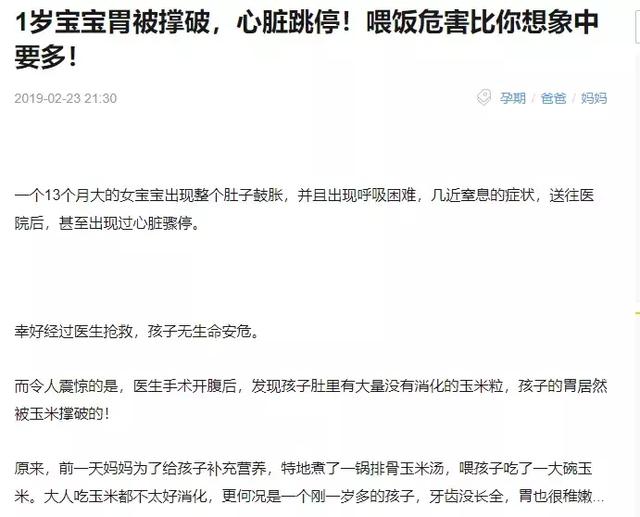 1岁宝宝胃被撑破，心脏跳停！喂饭危害比你想象中
要多！
2019-02-23 21:30
孕期 / 爸爸 / 妈妈
一个13个月大的女宝宝出现整个肚子鼓胀，并且出现呼吸困难，几近窒息的症状，送往医
院后，甚至出现过心脏骤停。
幸好经过医生抢救，孩子无生命安危。
而令人震惊的是，医生手术开腹后，发现孩子肚里有大量没有消化的玉米粒，孩子的胃居然
被玉米撑破的！
原来，前一天妈妈为了给孩子补充营养，特地煮了一锅排骨玉米汤，喂孩子吃了一大碗玉
米。大人吃玉米都不太好消化，更何况是一个刚一岁多的孩子，牙齿没长全，胃也很稚嫩...